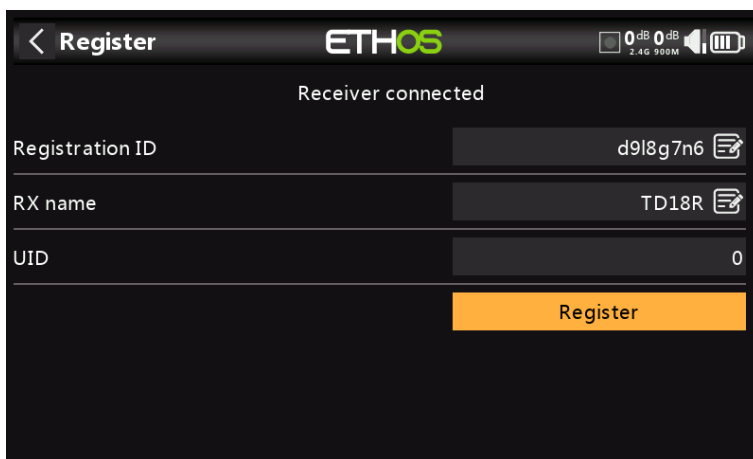 Register ETHOS 0dB 0dB
2.4G 900M
Receiver connected
Registration ID d9l8g7n6
RX name TD18R
UID 0
Register